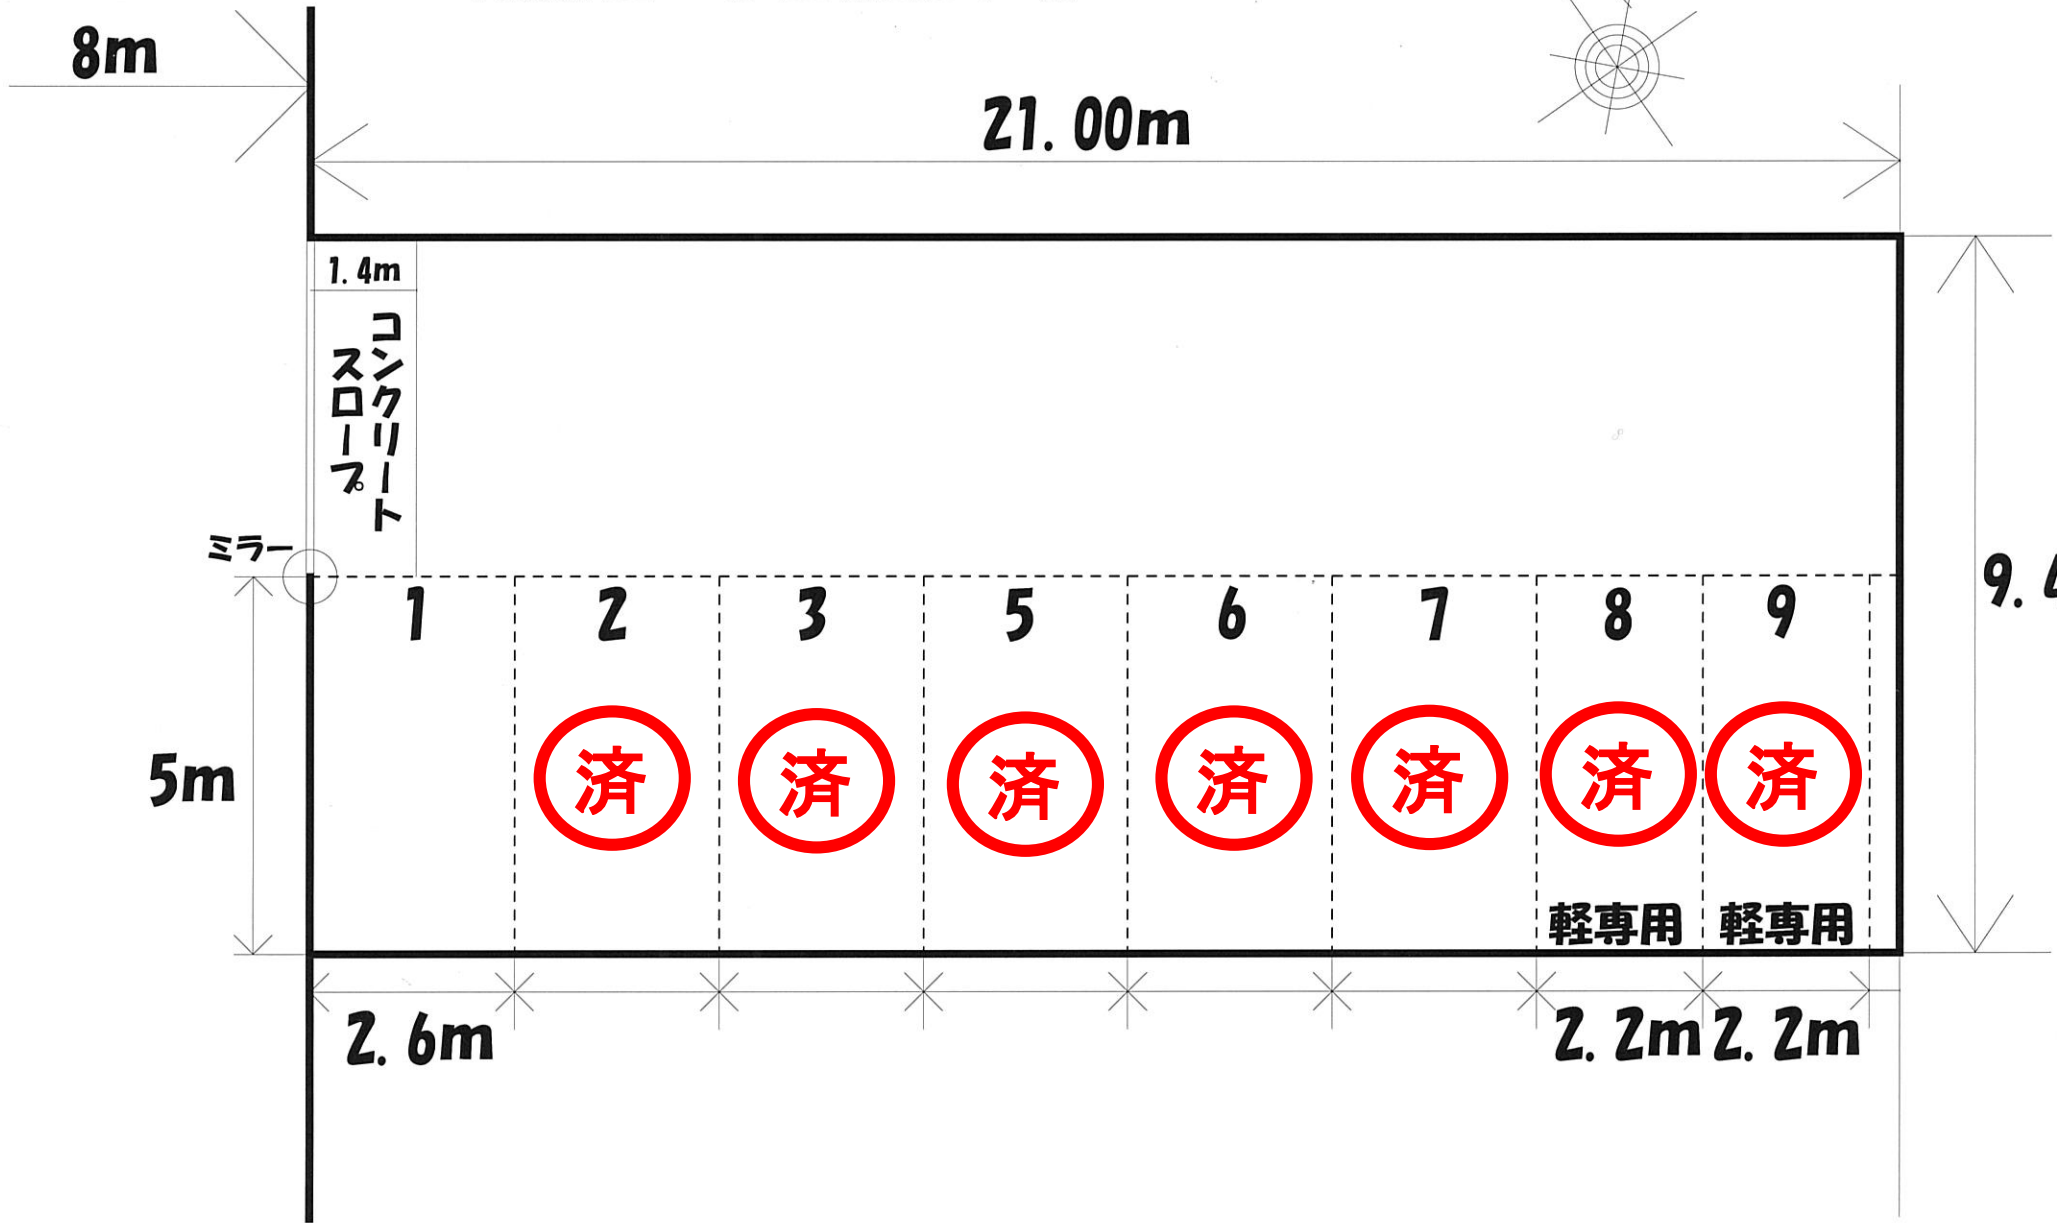 8m
21.00m
1.4m
コンクリート
スロープ
ミラー
9.
1 2 3 5 6 7 8 9
5m
済 済 済 済 済 済 済
軽専用 軽専用
2.6m 2.2m 2.2m